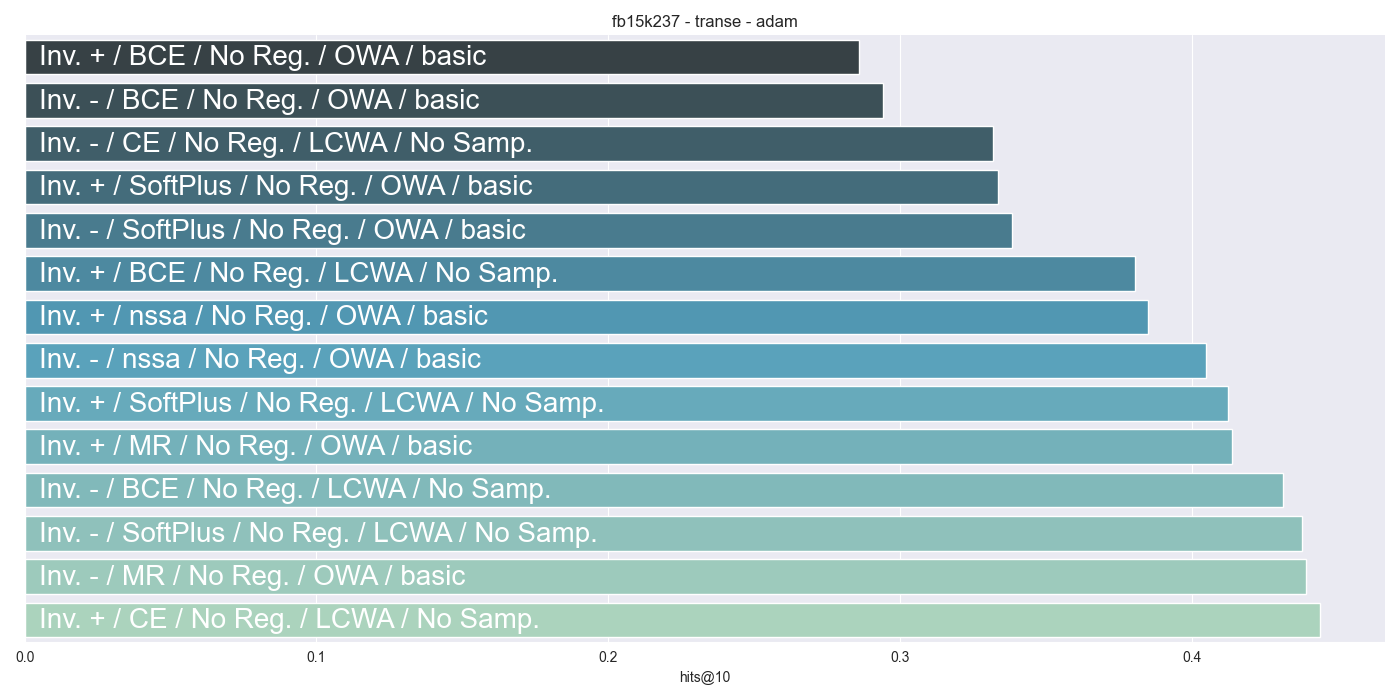 fb15k237 - transe - adam
Inv. + / BCE / No Reg. / OWA / basic
Inv. - / BCE / No Reg. / OWA / basic
Inv. - / CE / No Reg. / LCWA / No Samp.
Inv. + / SoftPlus / No Reg. / OWA / basic
Inv. - / SoftPlus / No Reg. / OWA / basic
Inv. + / BCE / No Reg. / LCWA / No Samp.
Inv. + / nssa / No Reg. / OWA / basic
Inv. - / nssa / No Reg. / OWA / basic
Inv. + / SoftPlus / No Reg. / LCWA / No Samp.
Inv. + / MR / No Reg. / OWA / basic
Inv. - / BCE / No Reg. / LCWA / No Samp.
Inv. - / SoftPlus / No Reg. / LCWA / No Samp.
Inv. - / MR / No Reg. / OWA / basic
Inv. + / CE / No Reg. / LCWA / No Samp.
0.0 0.1 0.2 0.3 0.4
hits@10